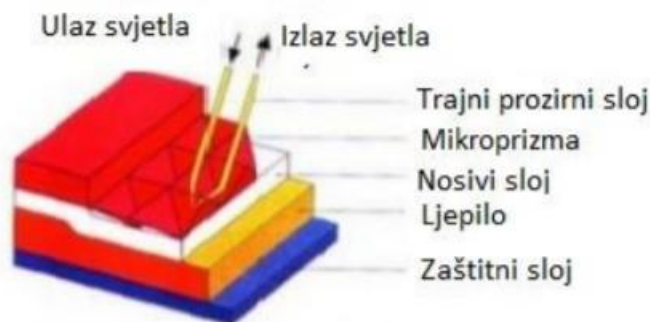 Ulaz svjetla
Izlaz svjetla
Trajni prozirni sloj
Mikroprizma
Nosivi sloj
Ljepilo
Zaštitni sloj